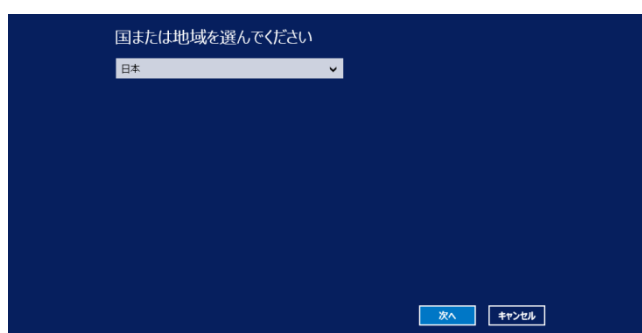 国または地域を選んでください
日本
次へ
キャンセル